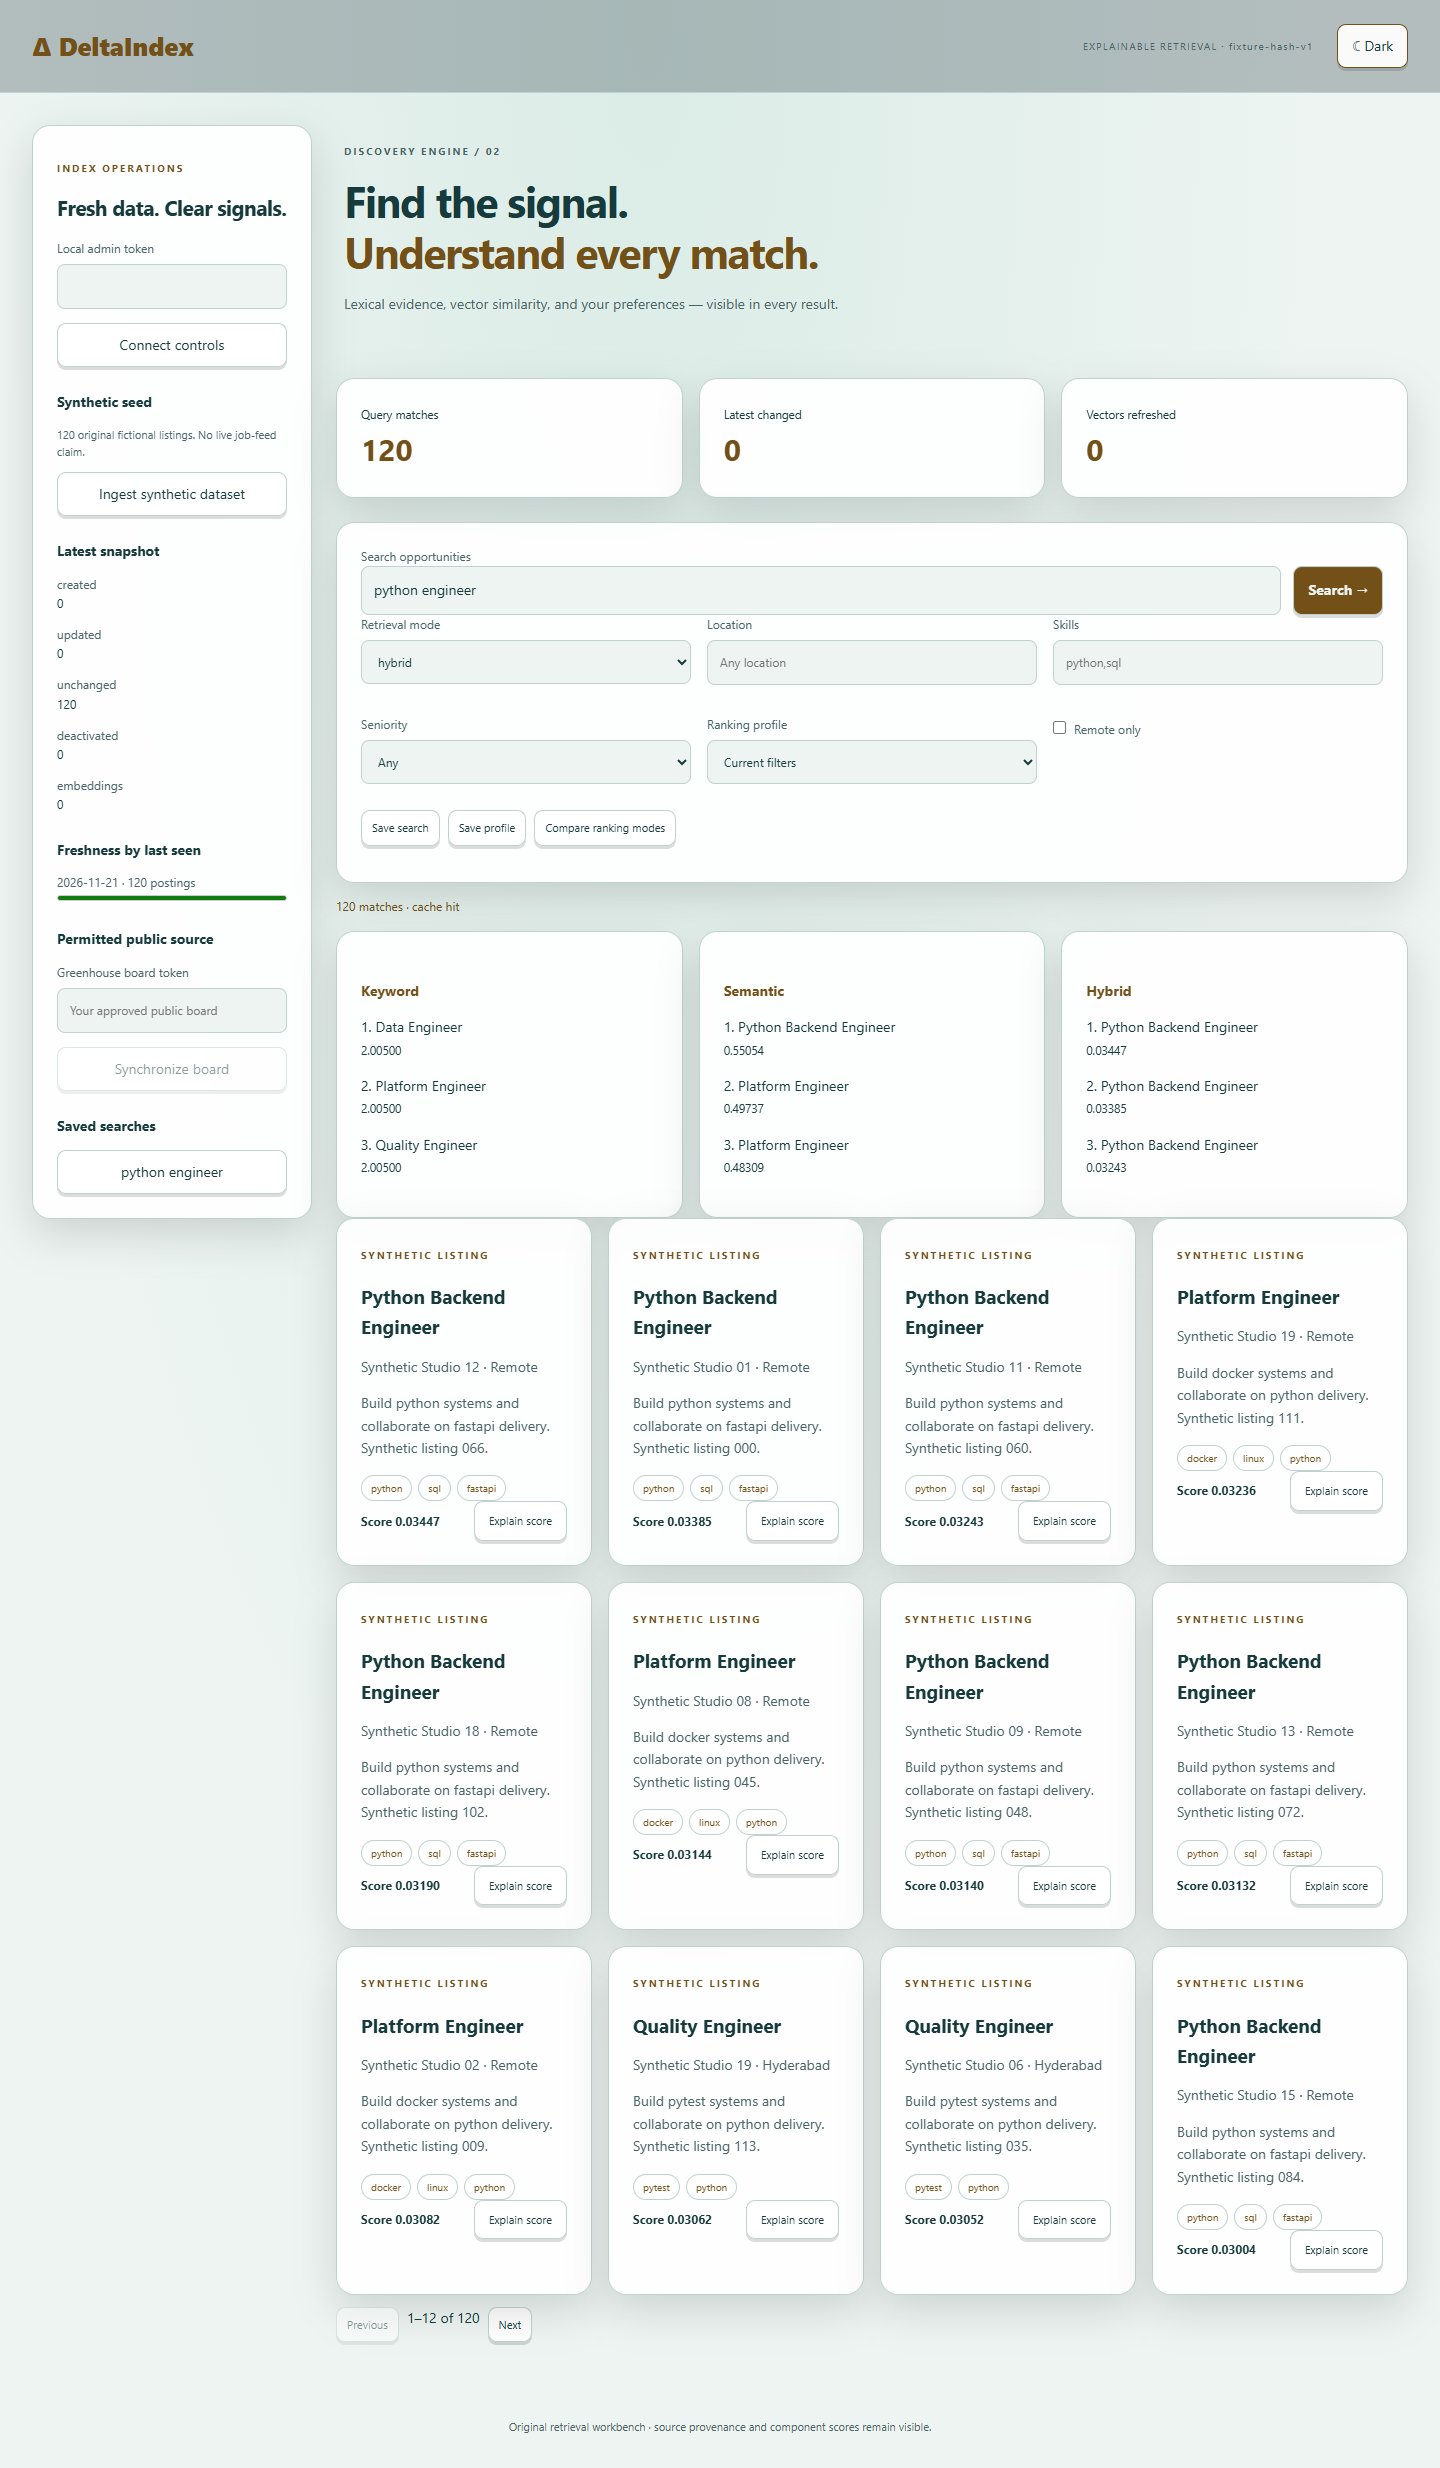 Δ DeltaIndex
EXPLAINABLE RETRIEVAL · fixture-hash-v1
☾ Dark
INDEX OPERATIONS
Fresh data. Clear signals.
Local admin token
Connect controls
Synthetic seed
120 original fictional listings. No live job-feed
claim.
Ingest synthetic dataset
Latest snapshot
created
0
updated
0
unchanged
120
deactivated
0
embeddings
0
Freshness by last seen
2026-11-21 · 120 postings
Permitted public source
Greenhouse board token
Your approved public board
Synchronize board
Saved searches
python engineer
DISCOVERY ENGINE / 02
Find the signal.
Understand every match.
Lexical evidence, vector similarity, and your preferences — visible in every result.
Query matches
120
Latest changed
0
Vectors refreshed
0
Search opportunities
python engineer
Search →
Retrieval mode
hybrid
Location
Any location
Skills
python,sql
Seniority
Any
Ranking profile
Current filters
Remote only
Save search
Save profile
Compare ranking modes
120 matches · cache hit
Keyword
1. Data Engineer
2.00500
2. Platform Engineer
2.00500
3. Quality Engineer
2.00500
Semantic
1. Python Backend Engineer
0.55054
2. Platform Engineer
0.49737
3. Platform Engineer
0.48309
Hybrid
1. Python Backend Engineer
0.03447
2. Python Backend Engineer
0.03385
3. Python Backend Engineer
0.03243
SYNTHETIC LISTING
Python Backend
Engineer
Synthetic Studio 12 · Remote
Build python systems and
collaborate on fastapi delivery.
Synthetic listing 066.
python sql fastapi
Score 0.03447 Explain score
SYNTHETIC LISTING
Python Backend
Engineer
Synthetic Studio 01 · Remote
Build python systems and
collaborate on fastapi delivery.
Synthetic listing 000.
python sql fastapi
Score 0.03385 Explain score
SYNTHETIC LISTING
Python Backend
Engineer
Synthetic Studio 11 · Remote
Build python systems and
collaborate on fastapi delivery.
Synthetic listing 060.
python sql fastapi
Score 0.03243 Explain score
SYNTHETIC LISTING
Platform Engineer
Synthetic Studio 19 · Remote
Build docker systems and
collaborate on python delivery.
Synthetic listing 111.
docker linux python
Score 0.03236 Explain score
SYNTHETIC LISTING
Python Backend
Engineer
Synthetic Studio 18 · Remote
Build python systems and
collaborate on fastapi delivery.
Synthetic listing 102.
python sql fastapi
Score 0.03190 Explain score
SYNTHETIC LISTING
Platform Engineer
Synthetic Studio 08 · Remote
Build docker systems and
collaborate on python delivery.
Synthetic listing 045.
docker linux python
Score 0.03144 Explain score
SYNTHETIC LISTING
Python Backend
Engineer
Synthetic Studio 09 · Remote
Build python systems and
collaborate on fastapi delivery.
Synthetic listing 048.
python sql fastapi
Score 0.03140 Explain score
SYNTHETIC LISTING
Python Backend
Engineer
Synthetic Studio 13 · Remote
Build python systems and
collaborate on fastapi delivery.
Synthetic listing 072.
python sql fastapi
Score 0.03132 Explain score
SYNTHETIC LISTING
Platform Engineer
Synthetic Studio 02 · Remote
Build docker systems and
collaborate on python delivery.
Synthetic listing 009.
docker linux python
Score 0.03082 Explain score
SYNTHETIC LISTING
Quality Engineer
Synthetic Studio 19 · Hyderabad
Build pytest systems and
collaborate on python delivery.
Synthetic listing 113.
pytest python
Score 0.03062 Explain score
SYNTHETIC LISTING
Quality Engineer
Synthetic Studio 06 · Hyderabad
Build pytest systems and
collaborate on python delivery.
Synthetic listing 035.
pytest python
Score 0.03052 Explain score
SYNTHETIC LISTING
Python Backend
Engineer
Synthetic Studio 15 · Remote
Build python systems and
collaborate on fastapi delivery.
Synthetic listing 084.
python sql fastapi
Score 0.03004 Explain score
Previous 1–12 of 120 Next
Original retrieval workbench · source provenance and component scores remain visible.